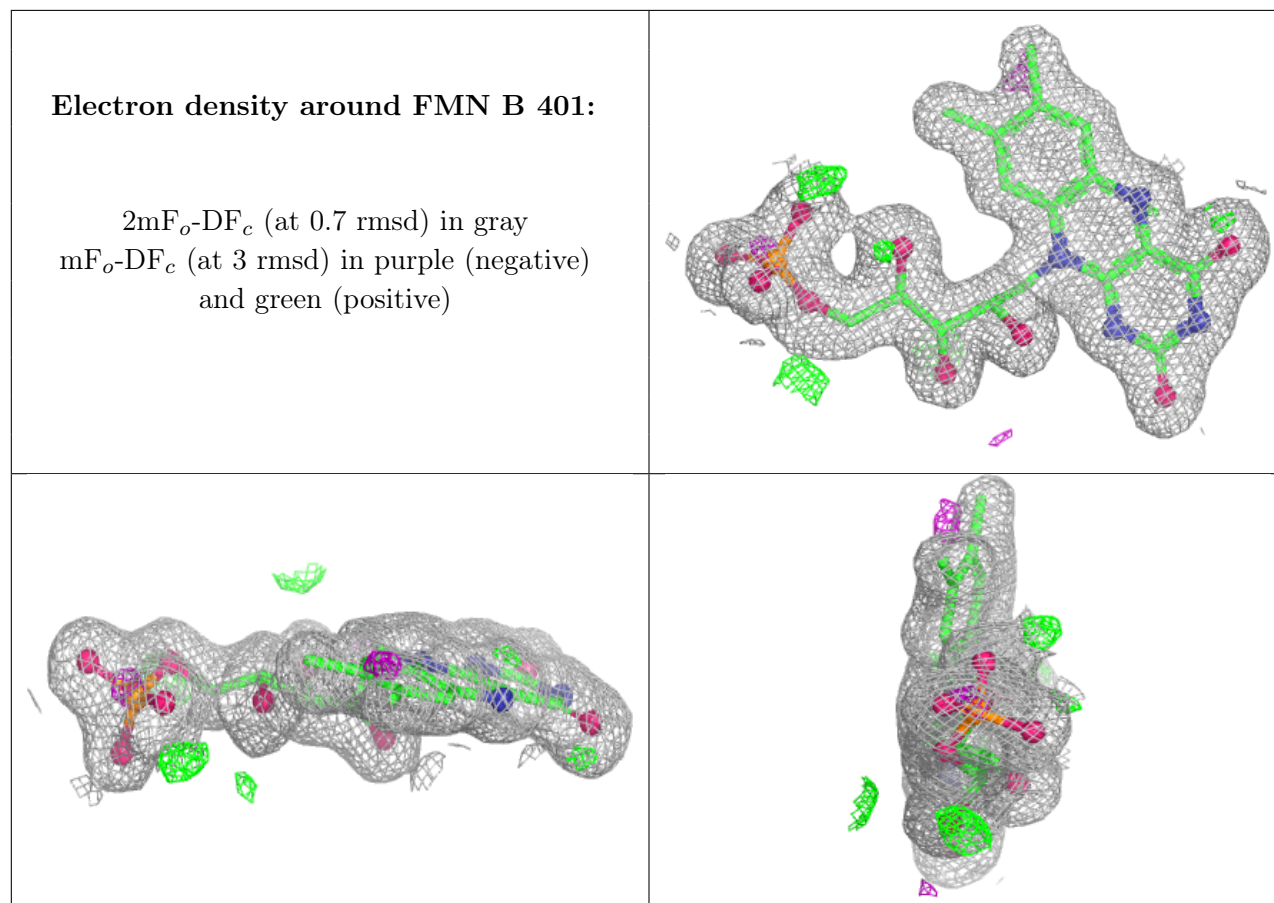 Electron density around FMN B 401:
2mFo-DFc (at 0.7 rmsd) in gray
mFo-DFc (at 3 rmsd) in purple (negative)
and green (positive)